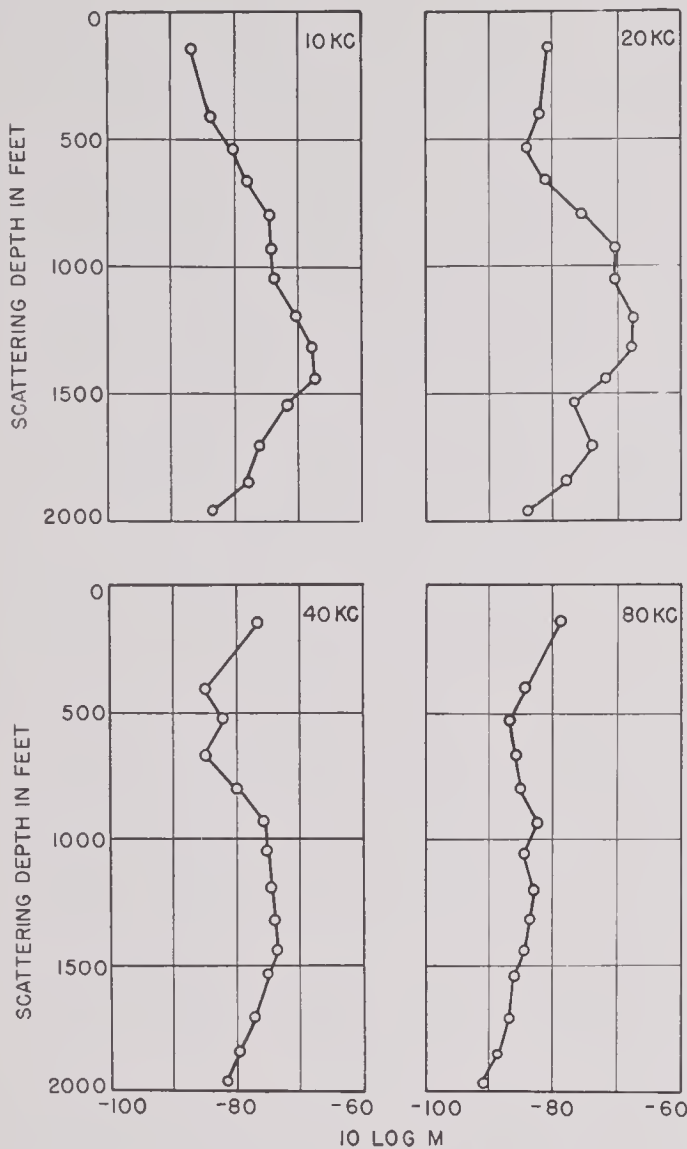 10 KC
20 KC
SCATTERING DEPTH IN FEET
0
500
1000
1500
2000
40 KC
80 KC
SCATTERING DEPTH IN FEET
0
500
1000
1500
2000
-100 -80 -60 -100 -80 -60
10 LOG M